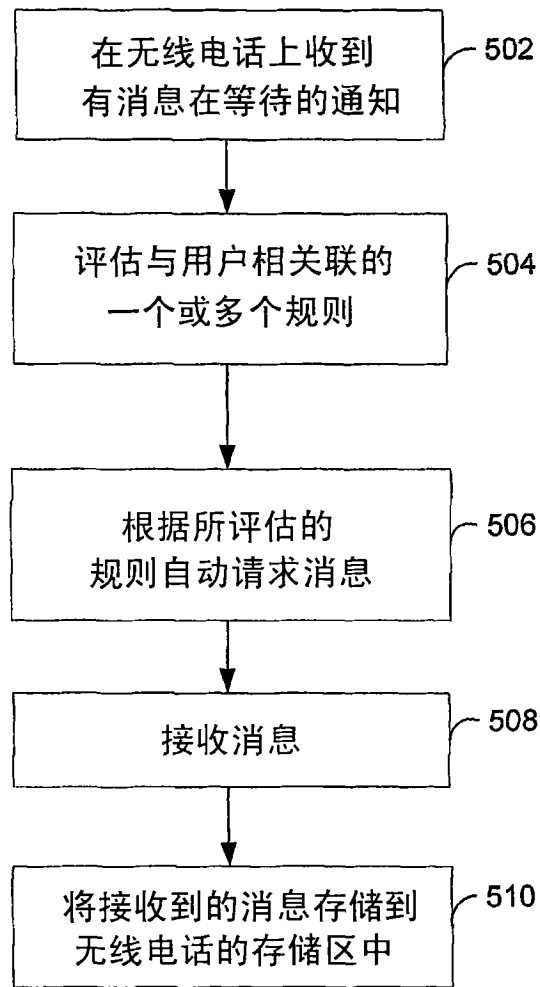 在无线电话上收到
有消息在等待的通知
502
评估与用户相关联的
一个或多个规则
504
根据所评估的
规则自动请求消息
506
接收消息
508
将接收到的消息存储到
无线电话的存储区中
510